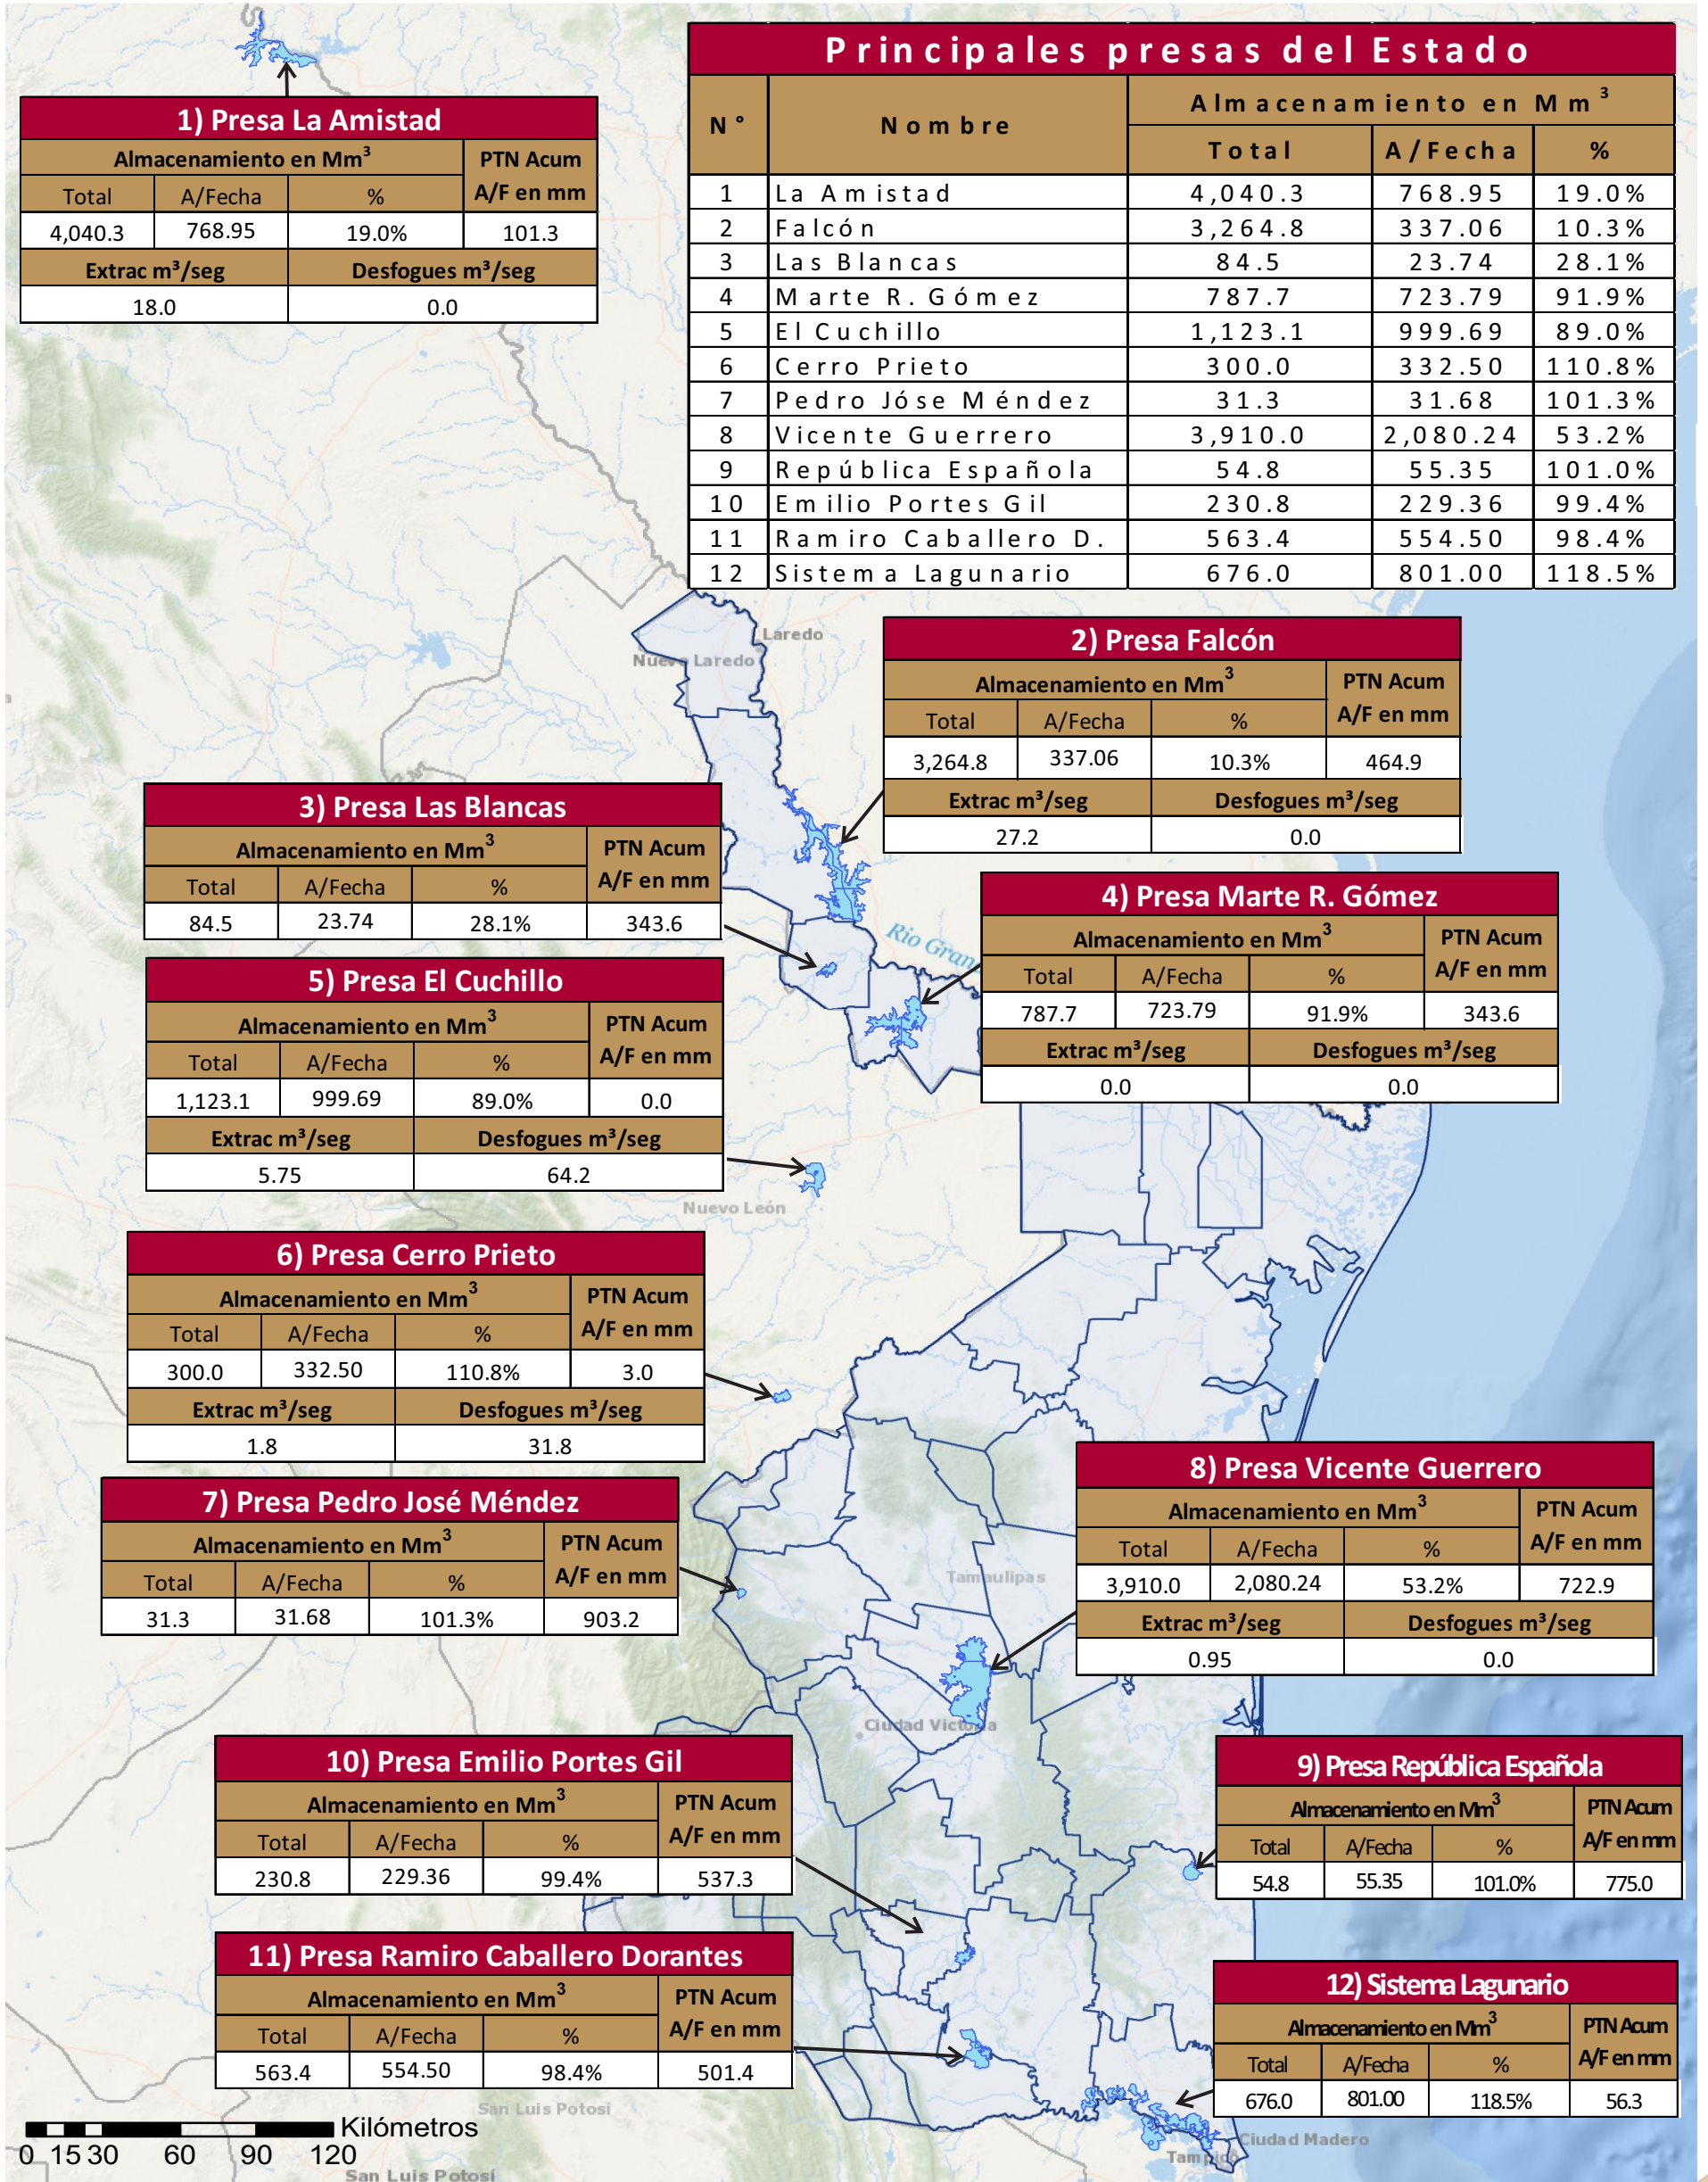 Principales presas del Estado
N° Nombre Almacenamiento en Mm³
Total A/Fecha %
1 La Amistad 4,040.3 768.95 19.0%
2 Falcón 3,264.8 337.06 10.3%
3 Las Blancas 84.5 23.74 28.1%
4 Marte R. Gómez 787.7 723.79 91.9%
5 El Cuchillo 1,123.1 999.69 89.0%
6 Cerro Prieto 300.0 332.50 110.8%
7 Pedro Jóse Méndez 31.3 31.68 101.3%
8 Vicente Guerrero 3,910.0 2,080.24 53.2%
9 República Española 54.8 55.35 101.0%
10 Emilio Portes Gil 230.8 229.36 99.4%
11 Ramiro Caballero D. 563.4 554.50 98.4%
12 Sistema Lagunario 676.0 801.00 118.5%
1) Presa La Amistad
Almacenamiento en Mm³ PTN Acum
Total A/Fecha % A/F en mm
4,040.3 768.95 19.0% 101.3
Extrac m³/seg Desfogues m³/seg
18.0 0.0
Laredo
Nuevo Laredo
2) Presa Falcón
Almacenamiento en Mm³ PTN Acum
Total A/Fecha % A/F en mm
3,264.8 337.06 10.3% 464.9
Extrac m³/seg Desfogues m³/seg
27.2 0.0
3) Presa Las Blancas
Almacenamiento en Mm³ PTN Acum
Total A/Fecha % A/F en mm
84.5 23.74 28.1% 343.6
Rio Gran
4) Presa Marte R. Gómez
Almacenamiento en Mm³ PTN Acum
Total A/Fecha % A/F en mm
787.7 723.79 91.9% 343.6
Extrac m³/seg Desfogues m³/seg
0.0 0.0
5) Presa El Cuchillo
Almacenamiento en Mm³ PTN Acum
Total A/Fecha % A/F en mm
1,123.1 999.69 89.0% 0.0
Extrac m³/seg Desfogues m³/seg
5.75 64.2
Nuevo León
6) Presa Cerro Prieto
Almacenamiento en Mm³ PTN Acum
Total A/Fecha % A/F en mm
300.0 332.50 110.8% 3.0
Extrac m³/seg Desfogues m³/seg
1.8 31.8
7) Presa Pedro José Méndez
Almacenamiento en Mm³ PTN Acum
Total A/Fecha % A/F en mm
31.3 31.68 101.3% 903.2
Tamaulipas
8) Presa Vicente Guerrero
Almacenamiento en Mm³ PTN Acum
Total A/Fecha % A/F en mm
3,910.0 2,080.24 53.2% 722.9
Extrac m³/seg Desfogues m³/seg
0.95 0.0
Ciudad Victoria
10) Presa Emilio Portes Gil
Almacenamiento en Mm³ PTN Acum
Total A/Fecha % A/F en mm
230.8 229.36 99.4% 537.3
9) Presa República Española
Almacenamiento en Mm³ PTN Acum
Total A/Fecha % A/F en mm
54.8 55.35 101.0% 775.0
11) Presa Ramiro Caballero Dorantes
Almacenamiento en Mm³ PTN Acum
Total A/Fecha % A/F en mm
563.4 554.50 98.4% 501.4
12) Sistema Lagunario
Almacenamiento en Mm³ PTN Acum
Total A/Fecha % A/F en mm
676.0 801.00 118.5% 56.3
San Luis Potosi
Kilómetros
0 15 30 60 90 120
San Luis Potosí
Ciudad Madero
Tampico